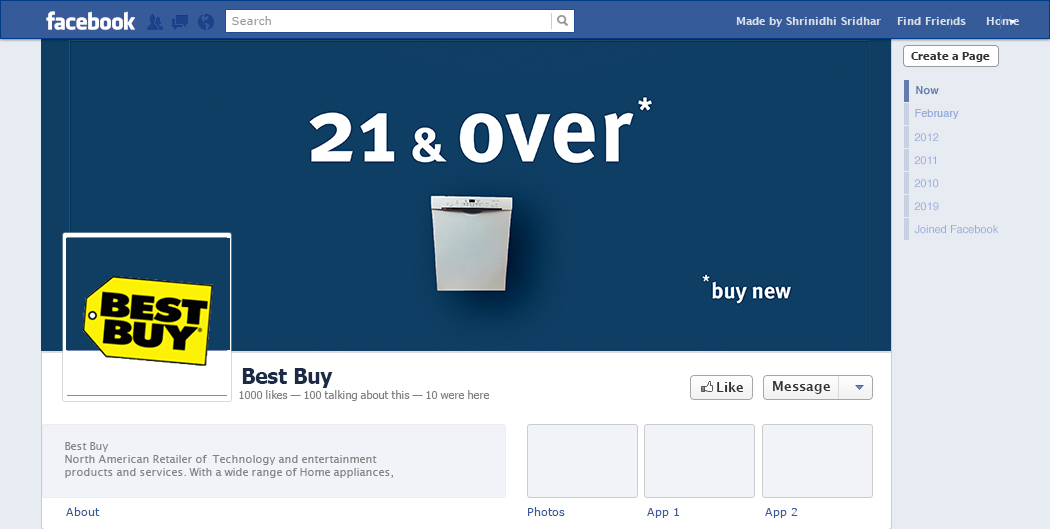 facebook
Search
Made by Shrinidhi Sridhar
Find Friends
Home
Create a Page
Now
February
2012
2011
2010
2019
Joined Facebook
21 & over*
*buy new
BEST
BUY
Best Buy
1000 likes — 100 talking about this — 10 were here
Like
Message
Best Buy
North American Retailer of Technology and entertainment
products and services. With a wide range of Home appliances,
About
Photos
App 1
App 2